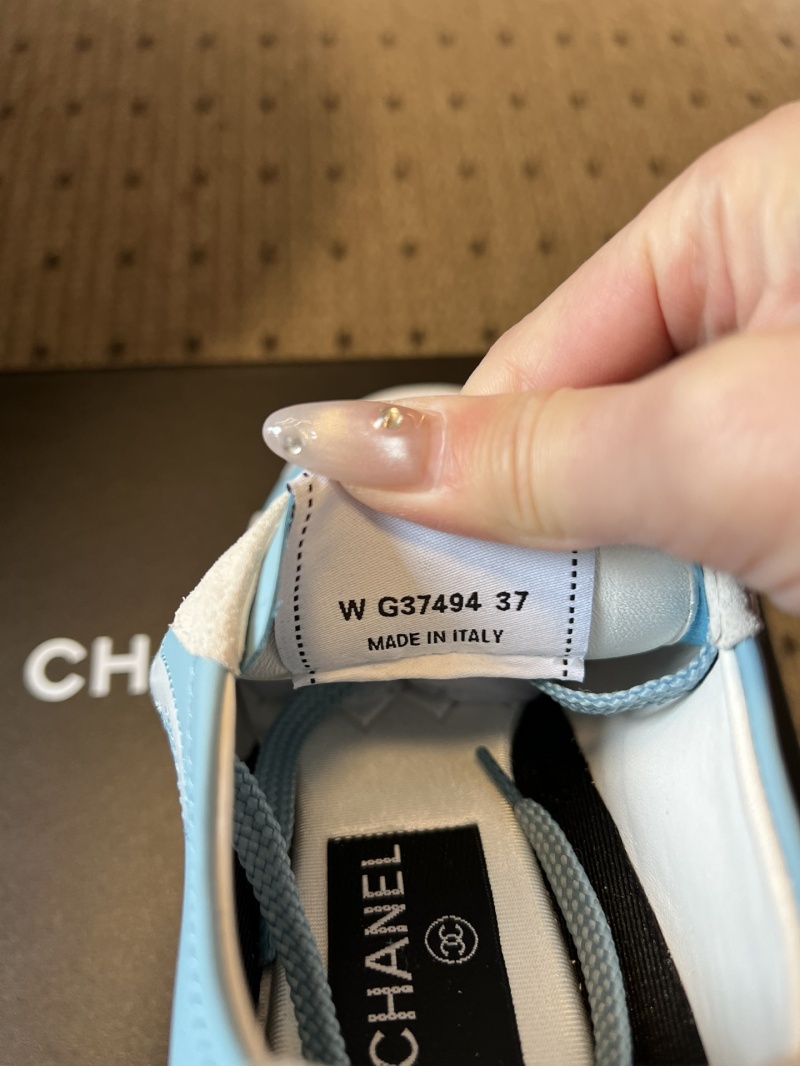 W G37494 37
MADE IN ITALY
CH
CHANEL